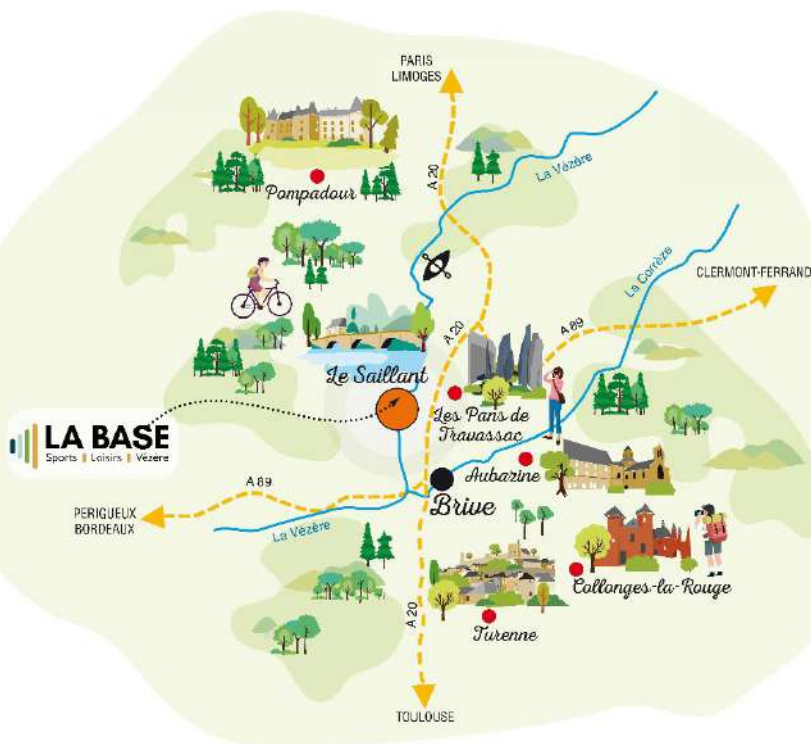 PARIS
LIMOGES
A 20
La Vézère
Pompadour
La Corrèze
CLERMONT-FERRAND
A 20
A 89
Le Saillant
Les Pans de
Travassac
LA BASE
Sports Loisirs Vézère
Aubazine
A 89
Brive
PERIGUEUX
BORDEAUX
La Vézère
Collonges-la-Rouge
A 20
Turenne
TOULOUSE